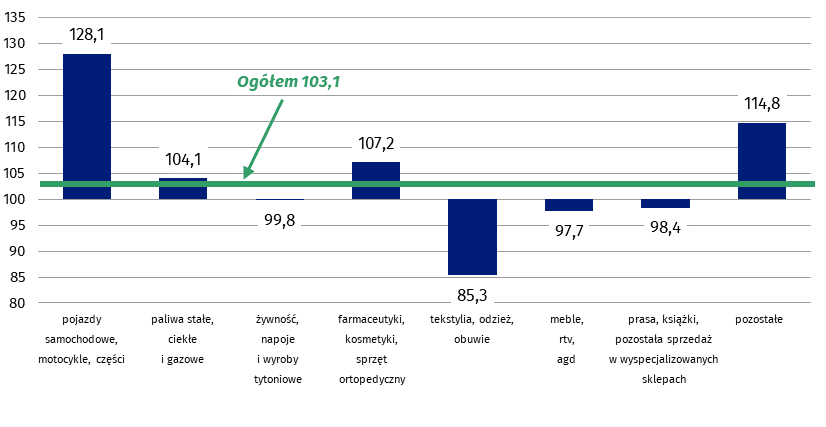 135
130
125
120
115
110
105
100
95
90
85
80
128,1
104,1
99,8
107,2
85,3
97,7
98,4
114,8
Ogółem 103,1
pojazdy
samochodowe,
motocykle, części
paliwa stałe,
ciekłe
i gazowe
żywność,
napoje
i wyroby
tytoniowe
farmaceutyki,
kosmetyki,
sprzęt
ortopedyczny
tekstylia, odzież,
obuwie
meble,
rtv,
agd
prasa, książki,
pozostała sprzedaż
w wyspecjalizowanych
sklepach
pozostałe